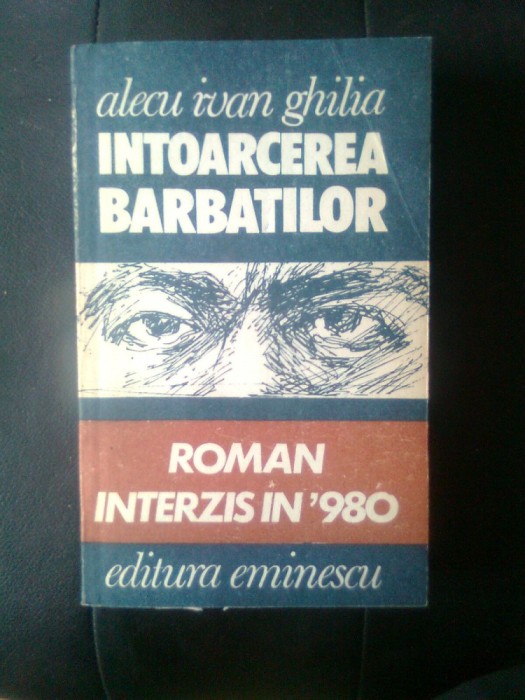 alecu ivan ghilia
INTOARCEREA
BARBATILOR
ROMAN
INTERZIS IN '980
editura eminescu